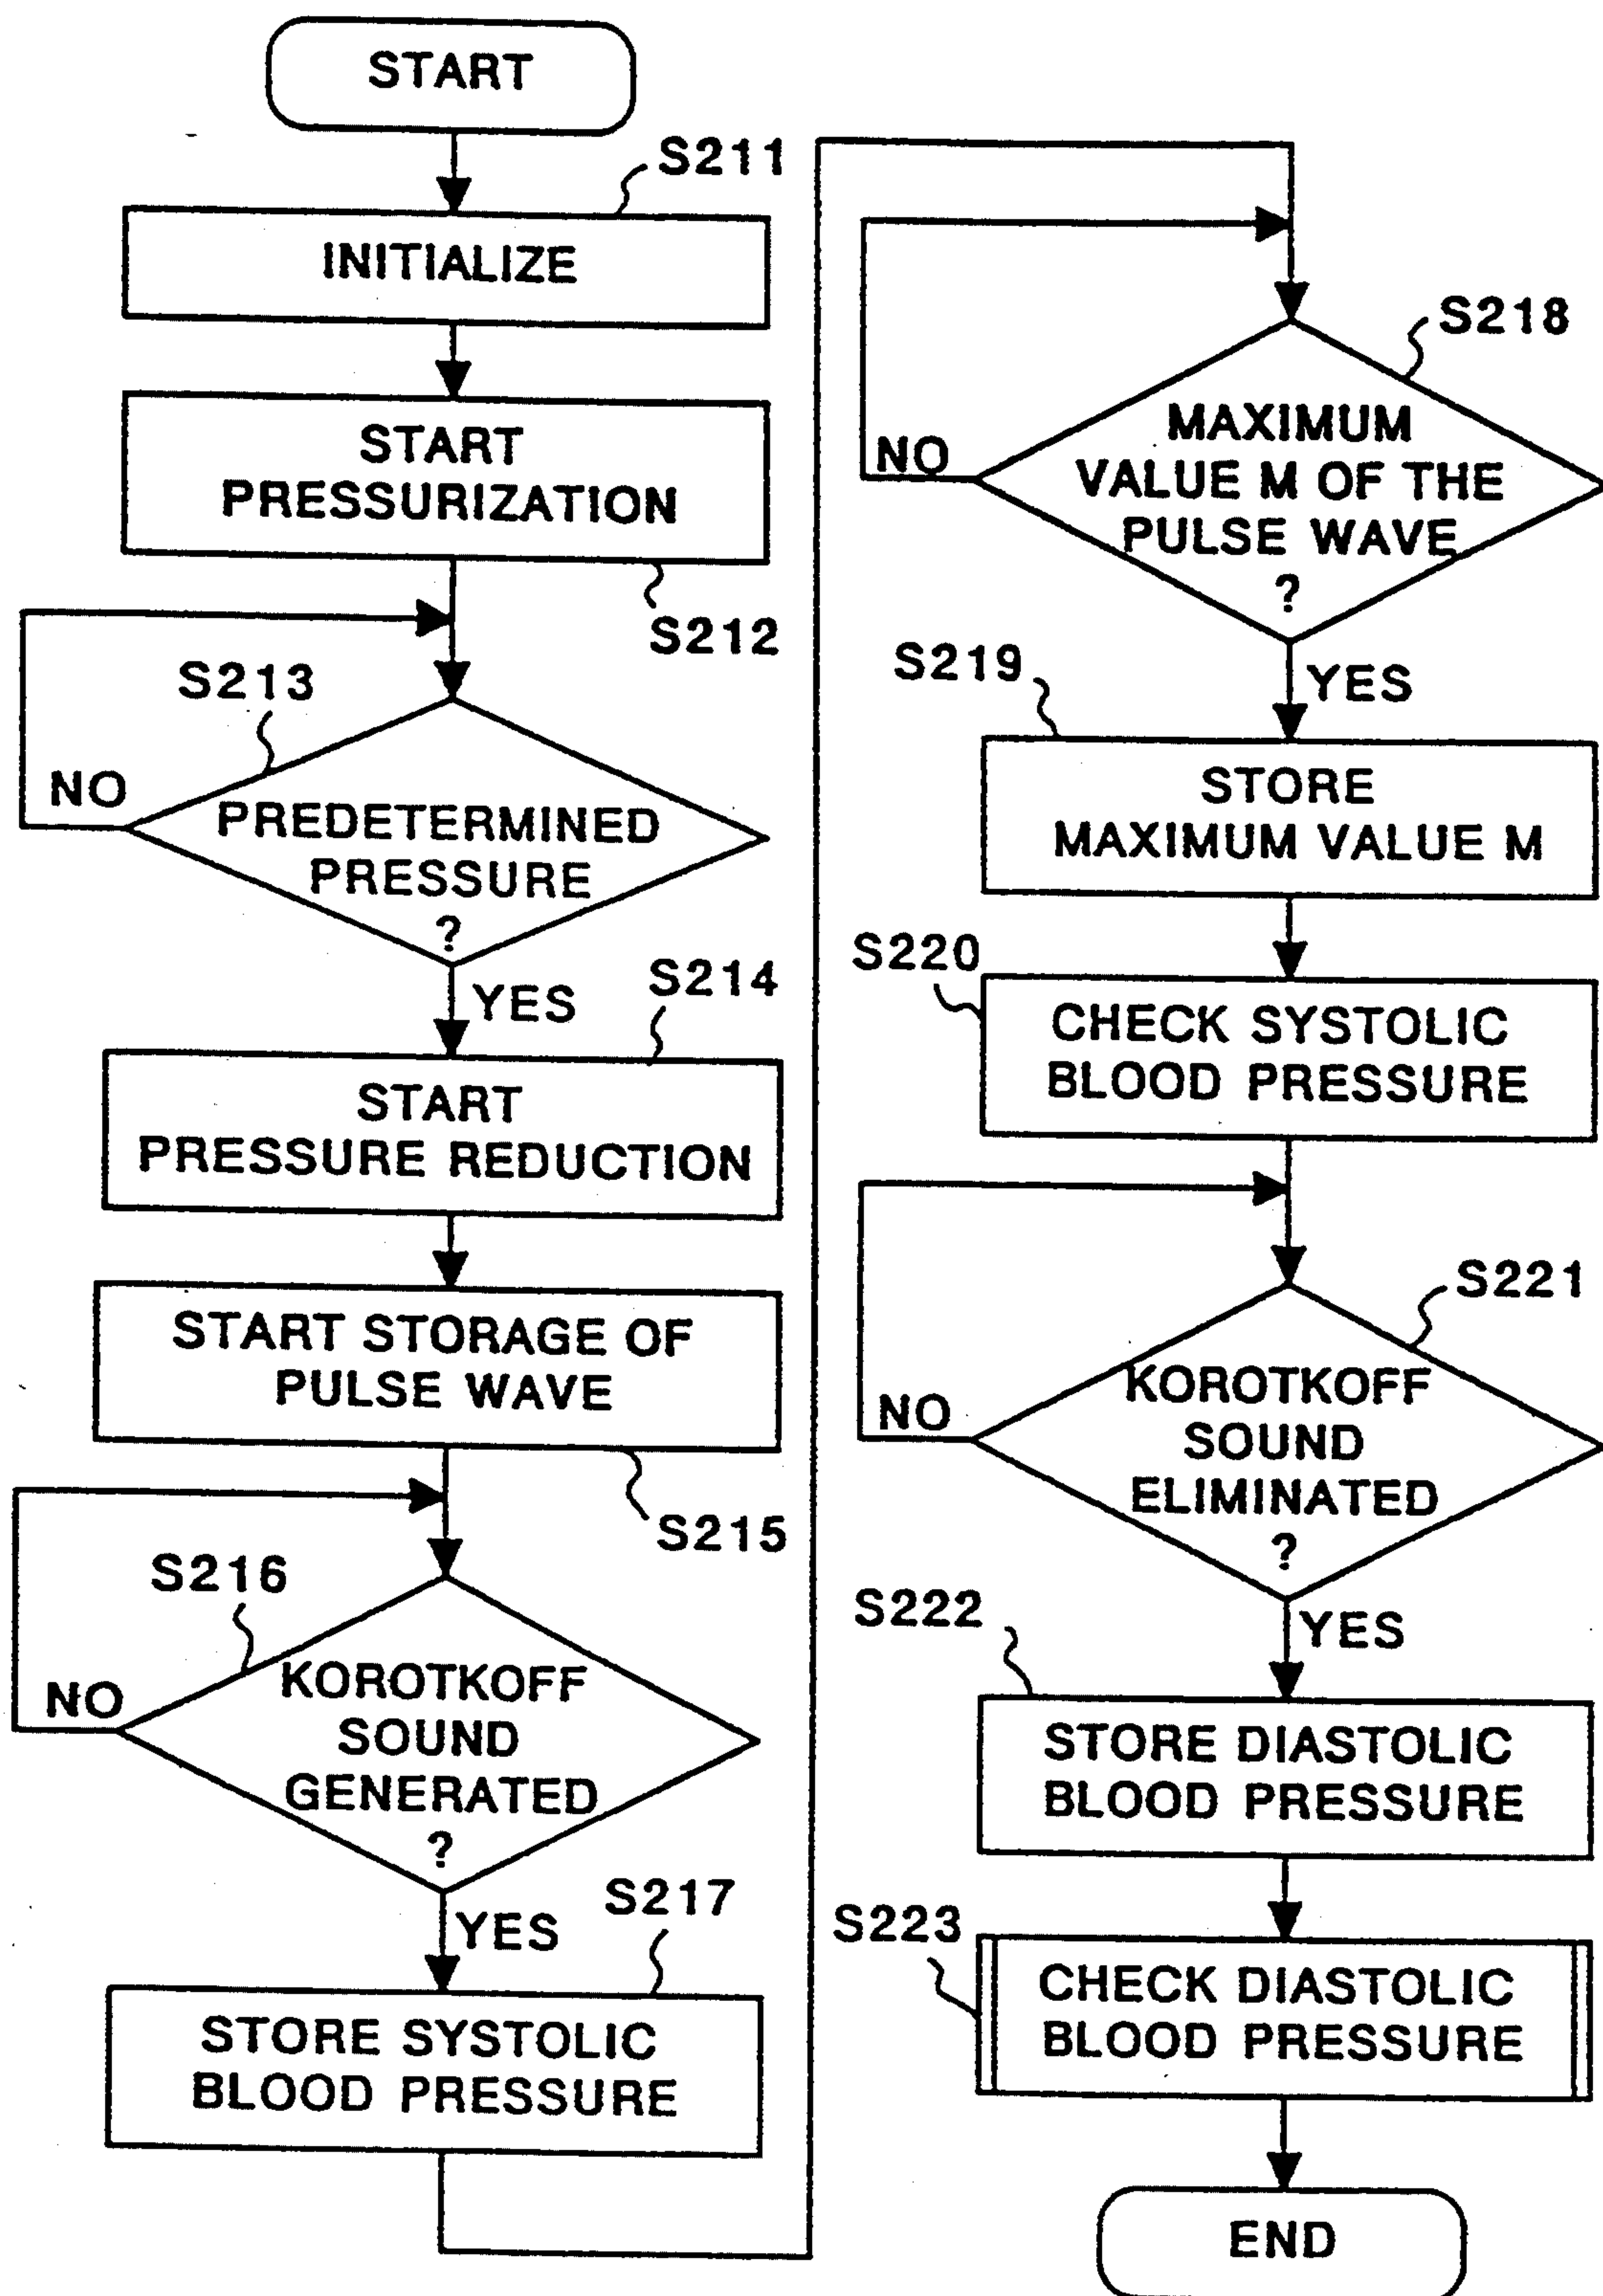 START
S211
INITIALIZE
START
PRESSURIZATION
S212
S213
NO
PREDETERMINED
PRESSURE
?
YES
S214
START
PRESSURE REDUCTION
START STORAGE OF
PULSE WAVE
S215
S216
NO
KOROTKOFF
SOUND
GENERATED
?
YES
S217
STORE SYSTOLIC
BLOOD PRESSURE
S218
NO
MAXIMUM
VALUE M OF THE
PULSE WAVE
?
YES
S219
STORE
MAXIMUM VALUE M
S220
CHECK SYSTOLIC
BLOOD PRESSURE
S221
NO
KOROTKOFF
SOUND
ELIMINATED
?
YES
S222
STORE DIASTOLIC
BLOOD PRESSURE
S223
CHECK DIASTOLIC
BLOOD PRESSURE
END